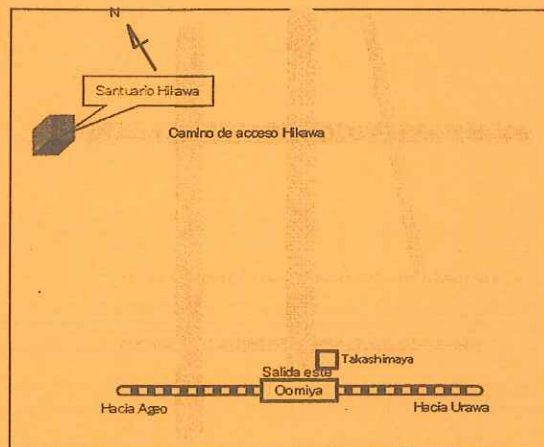 N
Santuario Hikawa
Camino de acceso Hikawa
Takashimaya
Salida este
Oomiya
Hacia Ageo
Hacia Urawa